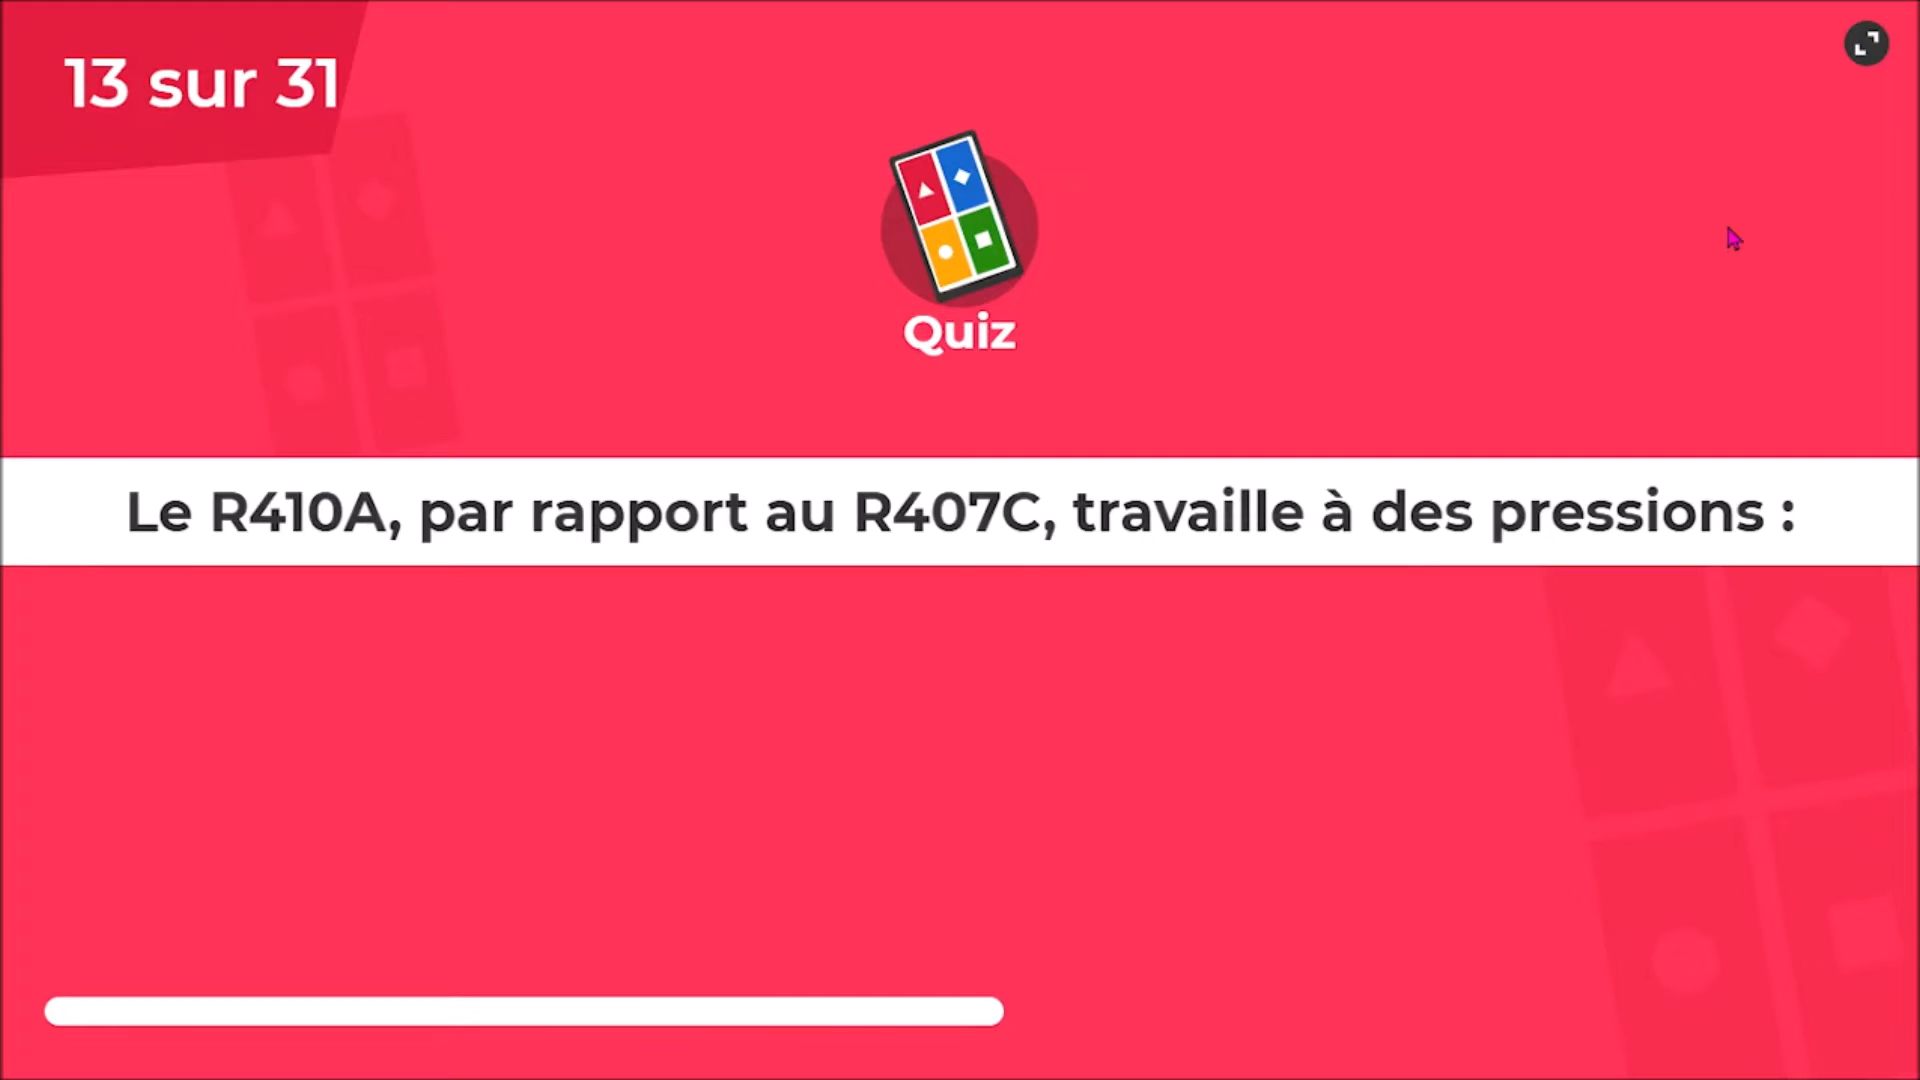 13 sur 31
Quiz
Le R410A, par rapport au R407C, travaille à des pressions :